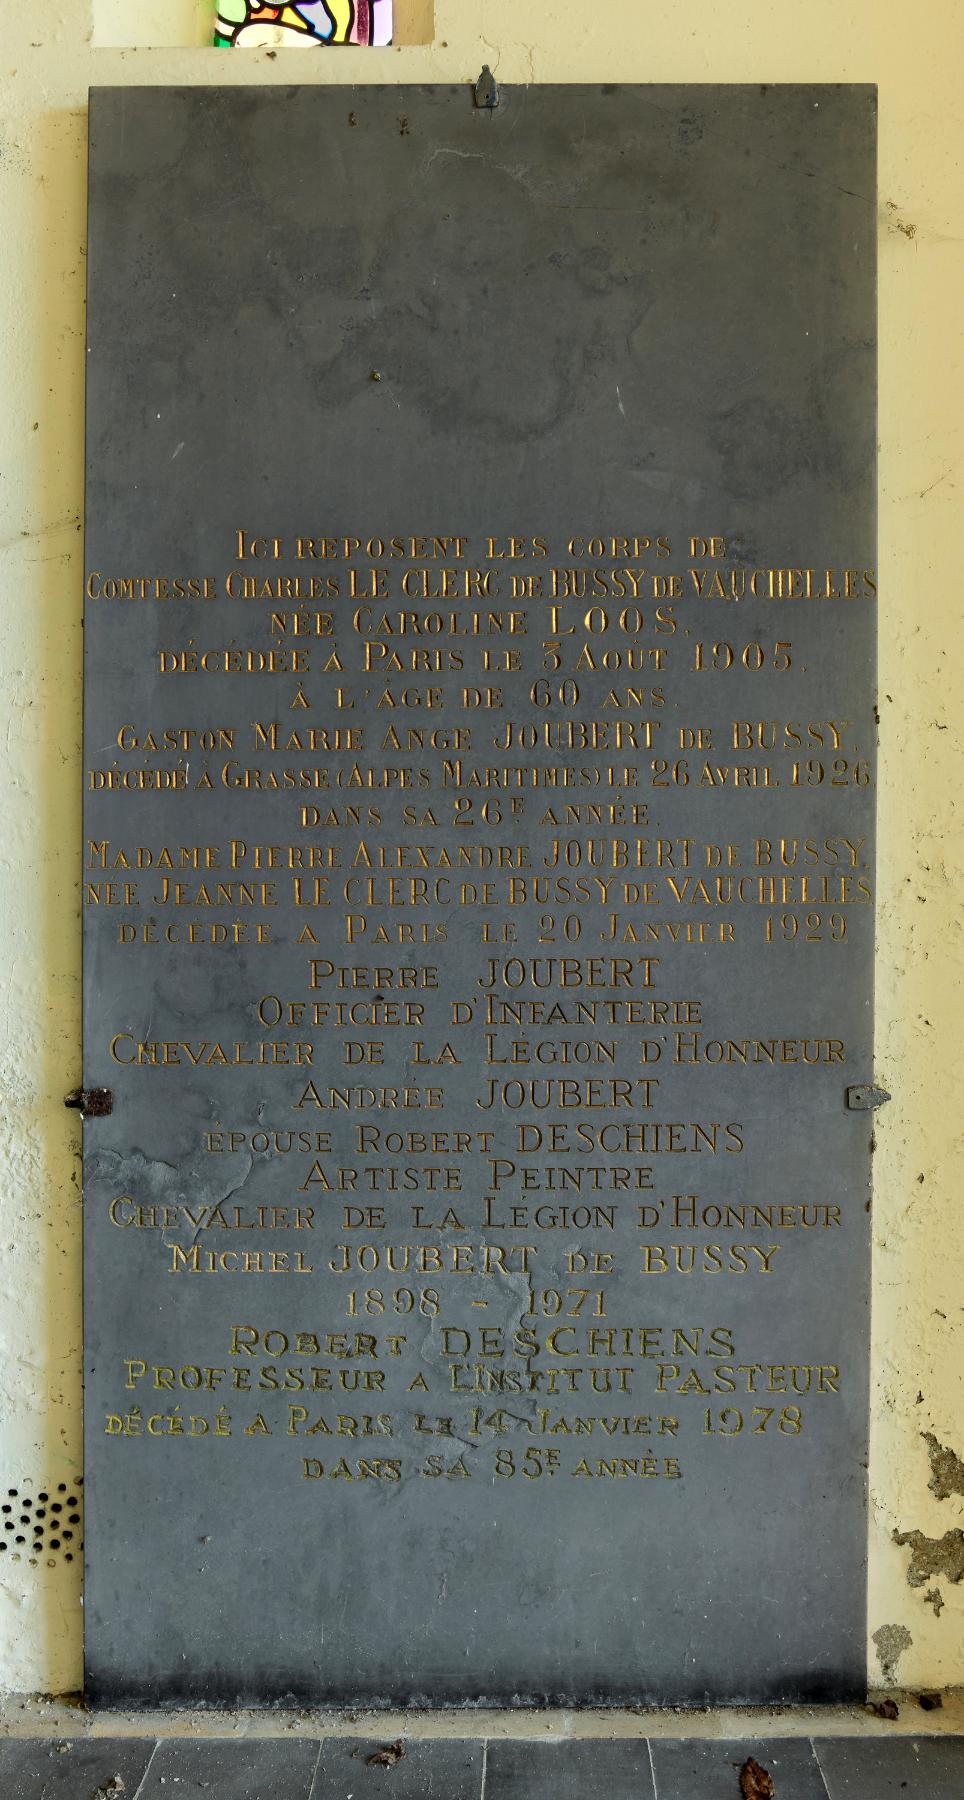 ICI REPOSENT LES CORPS DE
COMTESSE CHARLES LE CLERC DE BUSSY DE VAUCHELLES
NÉE CAROLINE LOOS,
DÉCÉDÉE À PARIS LE 3 AOÛT 1905,
À L'ÂGE DE 60 ANS.
GASTON MARIE ANGE JOUBERT DE BUSSY,
DÉCÉDÉ À GRASSE (ALPES MARITIMES) LE 26 AVRIL 1926
DANS SA 26E ANNÉE.
MADAME PIERRE ALEXANDRE JOUBERT DE BUSSY,
NÉE JEANNE LE CLERC DE BUSSY DE VAUCHELLES
DÉCÉDÉE A PARIS LE 20 JANVIER 1929
PIERRE JOUBERT
OFFICIER D'INFANTERIE
CHEVALIER DE LA LÉGION D'HONNEUR
ANDRÉE JOUBERT
ÉPOUSE ROBERT DESCHIENS
ARTISTE PEINTRE
CHEVALIER DE LA LÉGION D'HONNEUR
MICHEL JOUBERT DE BUSSY
1898 - 1971
ROBERT DESCHIENS
PROFESSEUR A L'INSTITUT PASTEUR
DÉCÉDÉ A PARIS LE 14 JANVIER 1978
DANS SA 85E ANNÉE